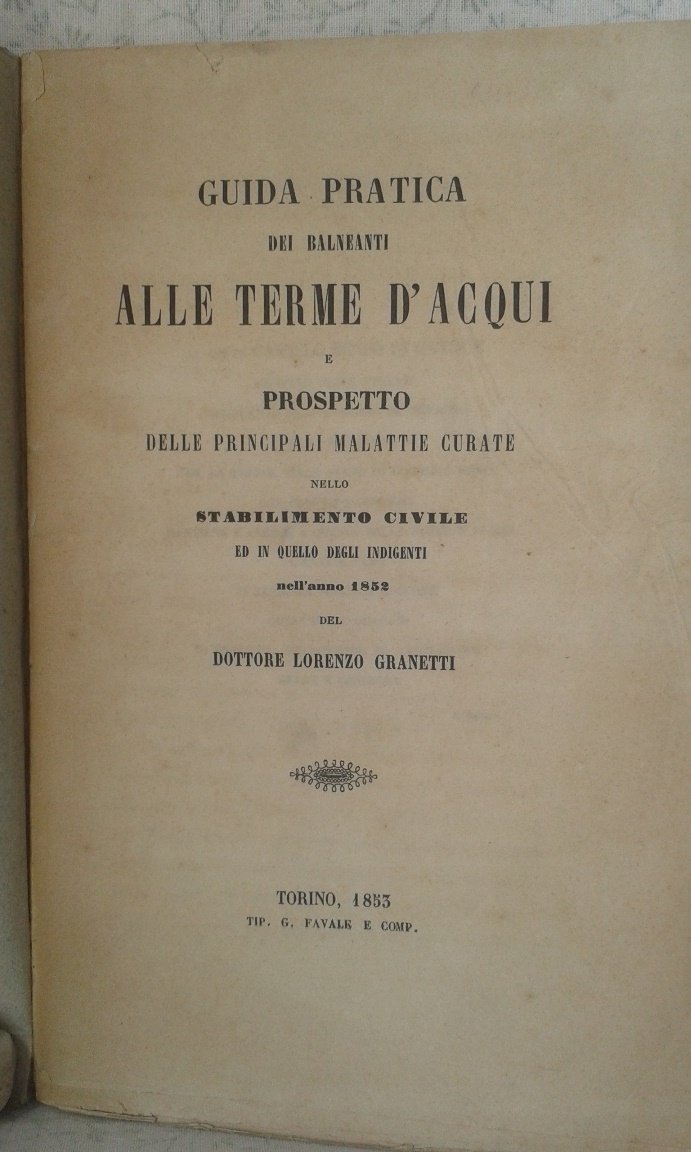 GUIDA PRATICA
DEI BALNEANTI
ALLE TERME D'ACQUI
E
PROSPETTO
DELLE PRINCIPALI MALATTIE CURATE
NELLO
STABILIMENTO CIVILE
ED IN QUELLO DEGLI INDIGENTI
nell'anno 1852
DEL
DOTTORE LORENZO GRANETTI
TORINO, 1853
TIP. G. FAVALE E COMP.